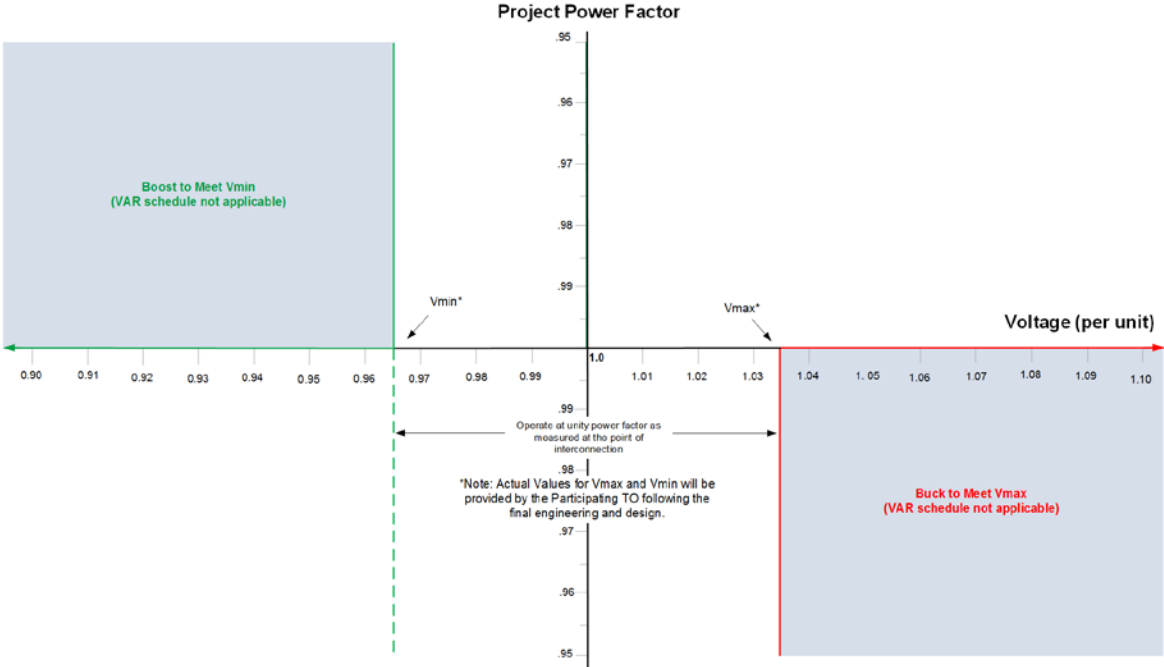 Project Power Factor
.95
.96
.97
.98
.99
Boost to Meet Vmin
(VAR schedule not applicable)
Vmin*
Vmax*
Voltage (per unit)
1.0
0.90
0.91
0.92
0.93
0.94
0.95
0.96
0.97
0.98
0.99
1.01
1.02
1.03
1.04
1. 05
1.06
1.07
1.08
1.09
1.10
.99
Operate at unity power factor as
measured at the point of
interconnection
.98
*Note: Actual Values for Vmax and Vmin will be
provided by the Participating TO following the
final engineering and design.
Buck to Meet Vmax
(VAR schedule not applicable)
.97
.96
.95